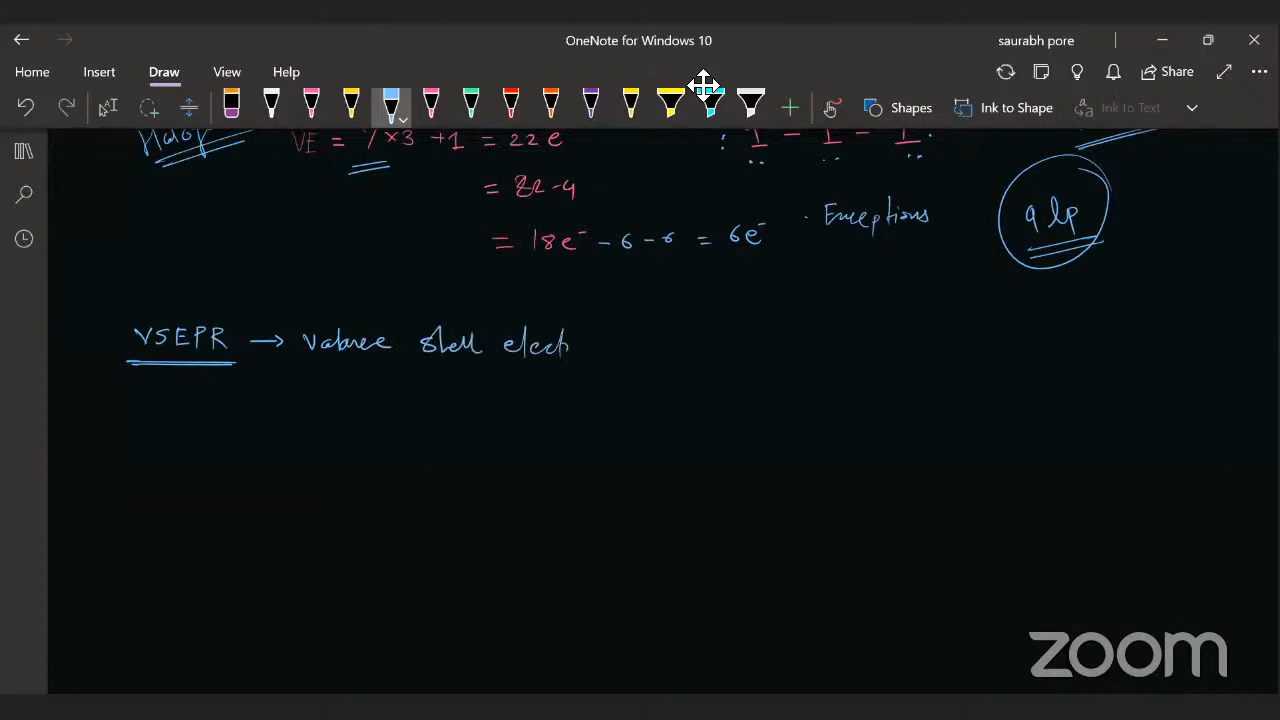 OneNote for Windows 10
saurabh pore
Home Insert Draw View Help
Share
Shapes
Ink to Shape
Ink to Text
VE = 7 × 3 + 1 = 22 e
: I - I - I :
= 22 - 4
= 18e⁻ - 6 - 6 = 6e⁻
. Exceptions
9 lp
VSEPR → Valance shell elect
zoom